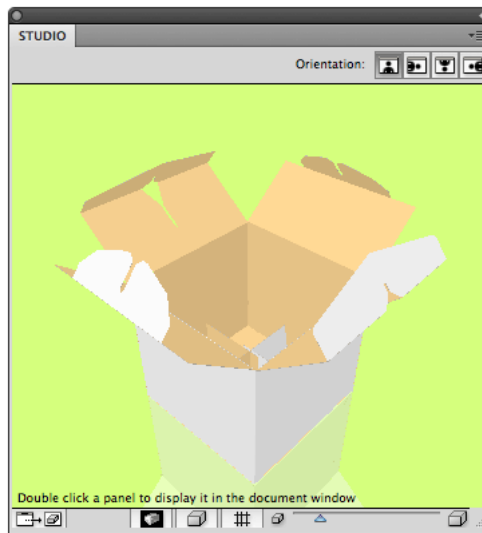 STUDIO
Orientation:
Double click a panel to display it in the document window